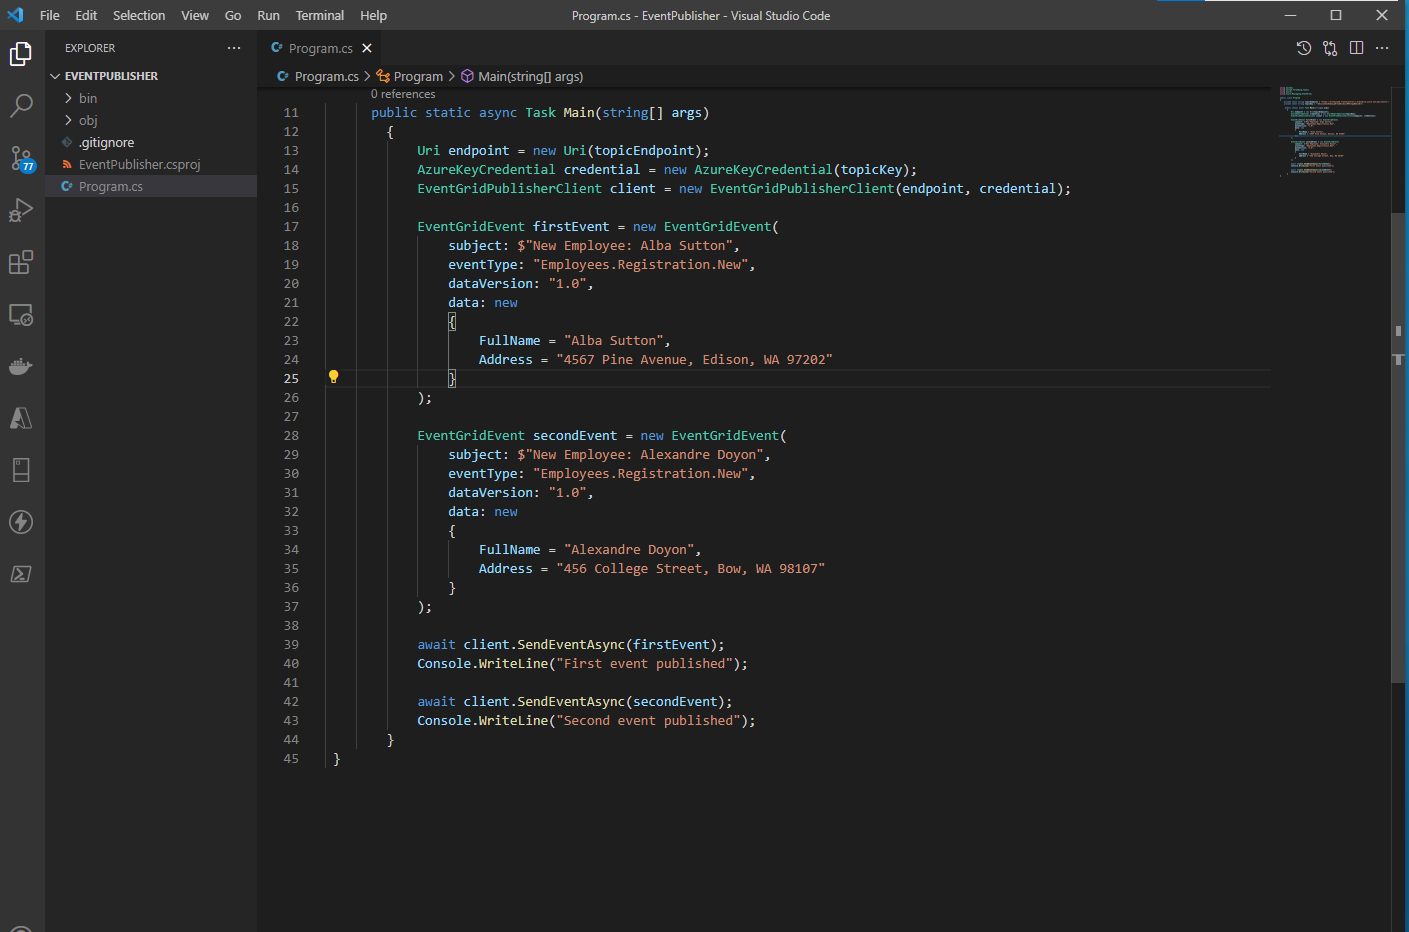 File Edit Selection View Go Run Terminal Help
Program.cs - EventPublisher - Visual Studio Code
EXPLORER
Program.cs
EVENTPUBLISHER
Program.cs > Program > Main(string[] args)
bin
obj
.gitignore
EventPublisher.csproj
Program.cs
77
0 references
11 public static async Task Main(string[] args)
12 {
13 Uri endpoint = new Uri(topicEndpoint);
14 AzureKeyCredential credential = new AzureKeyCredential(topicKey);
15 EventGridPublisherClient client = new EventGridPublisherClient(endpoint, credential);
16
17 EventGridEvent firstEvent = new EventGridEvent(
18 subject: $"New Employee: Alba Sutton",
19 eventType: "Employees.Registration.New",
20 dataVersion: "1.0",
21 data: new
22 {
23 FullName = "Alba Sutton",
24 Address = "4567 Pine Avenue, Edison, WA 97202"
25 }
26 );
27
28 EventGridEvent secondEvent = new EventGridEvent(
29 subject: $"New Employee: Alexandre Doyon",
30 eventType: "Employees.Registration.New",
31 dataVersion: "1.0",
32 data: new
33 {
34 FullName = "Alexandre Doyon",
35 Address = "456 College Street, Bow, WA 98107"
36 }
37 );
38
39 await client.SendEventAsync(firstEvent);
40 Console.WriteLine("First event published");
41
42 await client.SendEventAsync(secondEvent);
43 Console.WriteLine("Second event published");
44 }
45 }